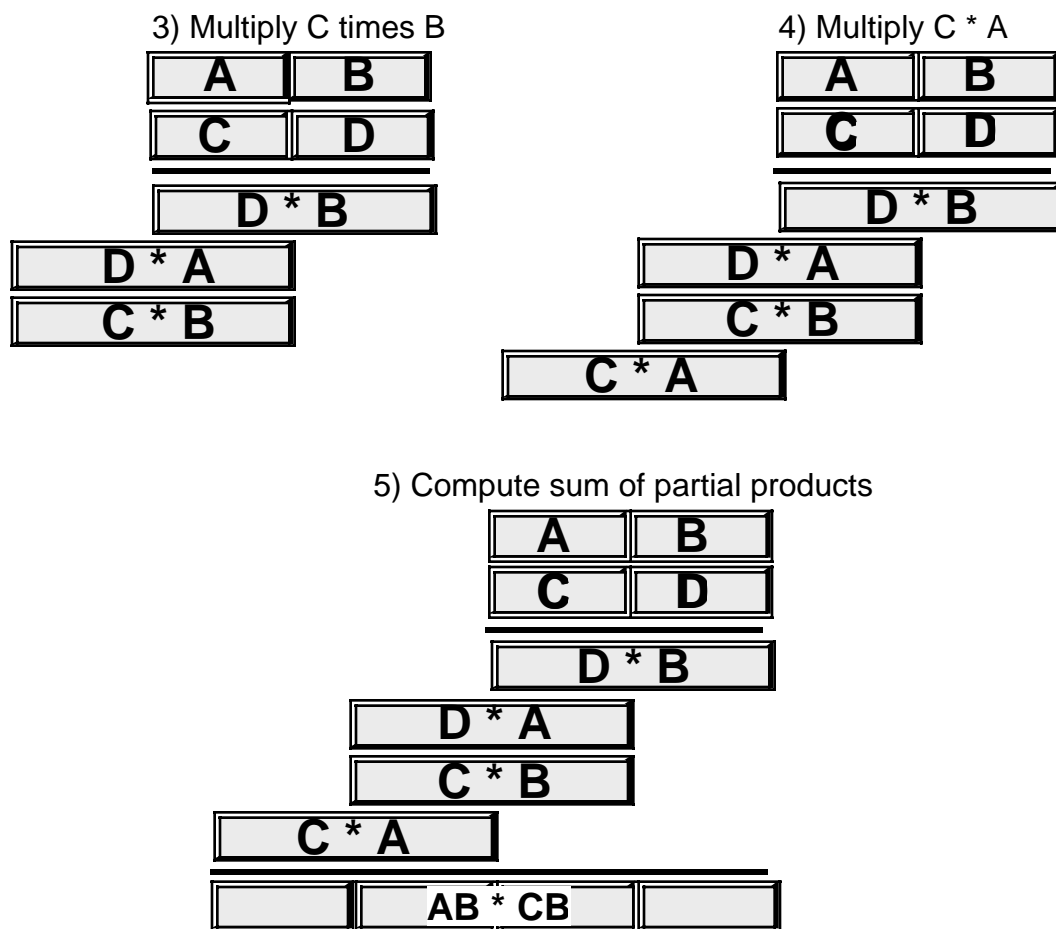 3) Multiply C times B
A B
C D
D * B
D * A
C * B
4) Multiply C * A
A B
C D
D * B
D * A
C * B
C * A
5) Compute sum of partial products
A B
C D
D * B
D * A
C * B
C * A
AB * CB